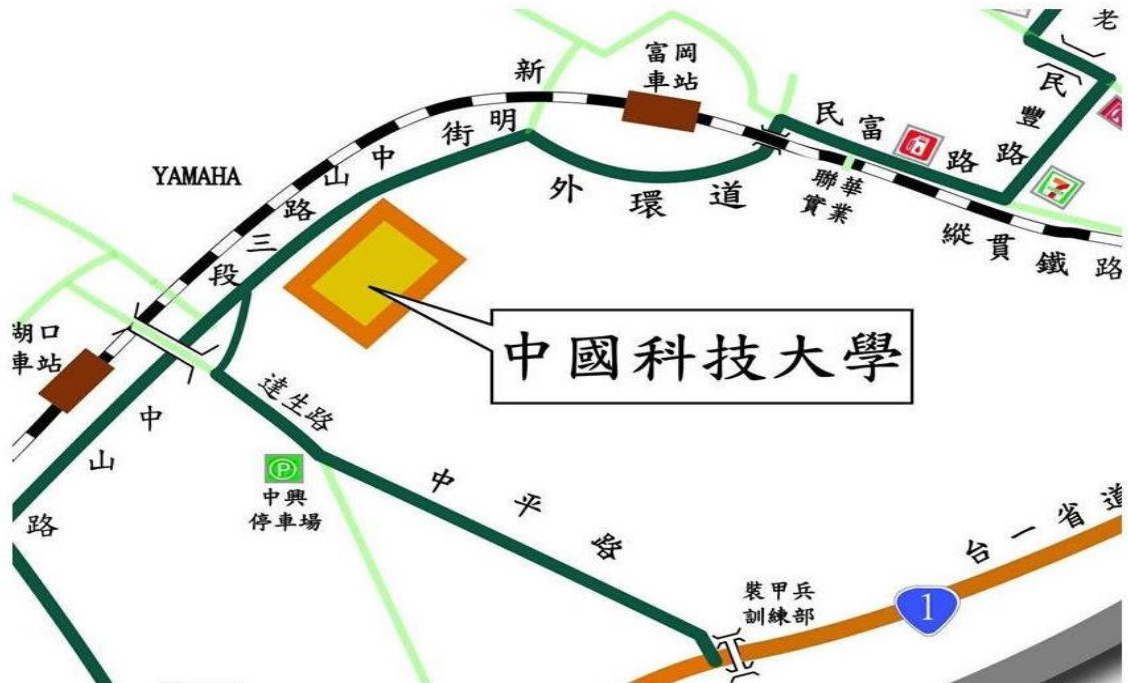 老
民豐路
富岡
車站
新明街
民富路
YAMAHA
中山路三段
外環道
聯華
實業
7
縱貫鐵路
中國科技大學
湖口
車站
達生路
中山路
P
中興
停車場
中平路
台一省道
裝甲兵
訓練部
1